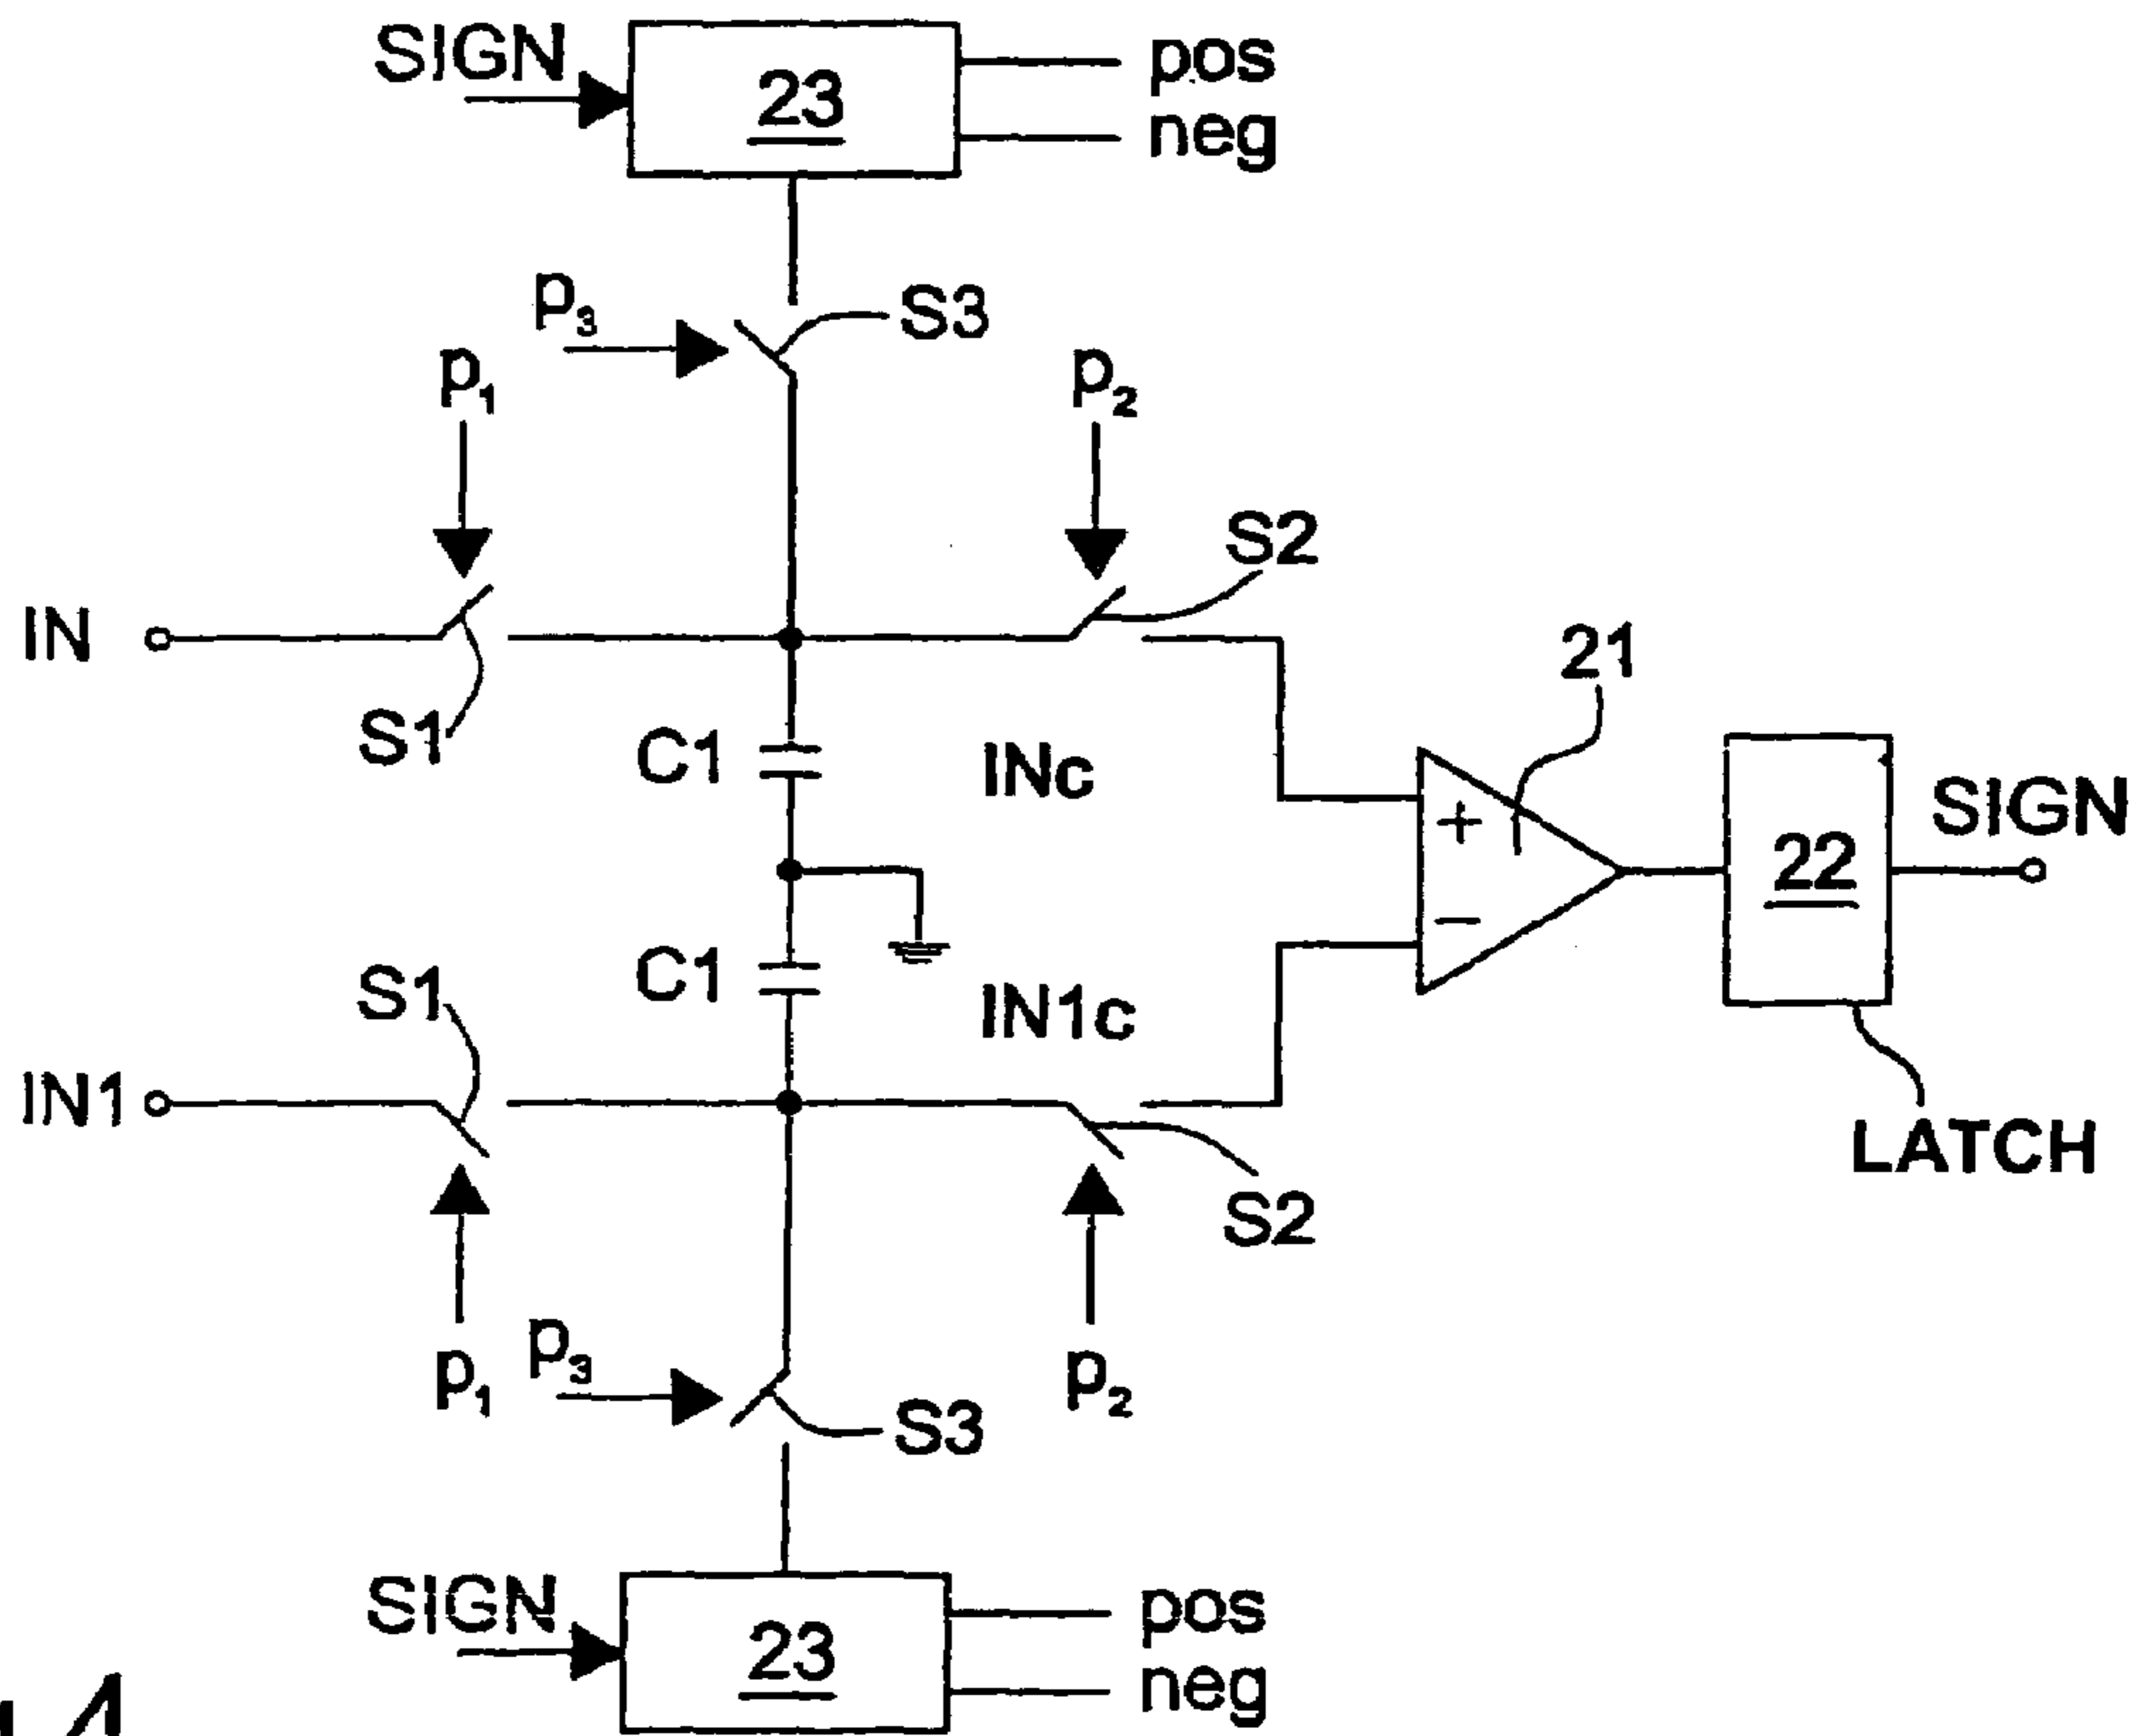 SIGN
pos
23
neg
p3
S3
p1
p2
S2
IN
21
S1
C1
INc
SIGN
22
S1
C1
IN1c
IN1
LATCH
S2
p1
p3
p2
S3
SIGN
pos
23
neg
4